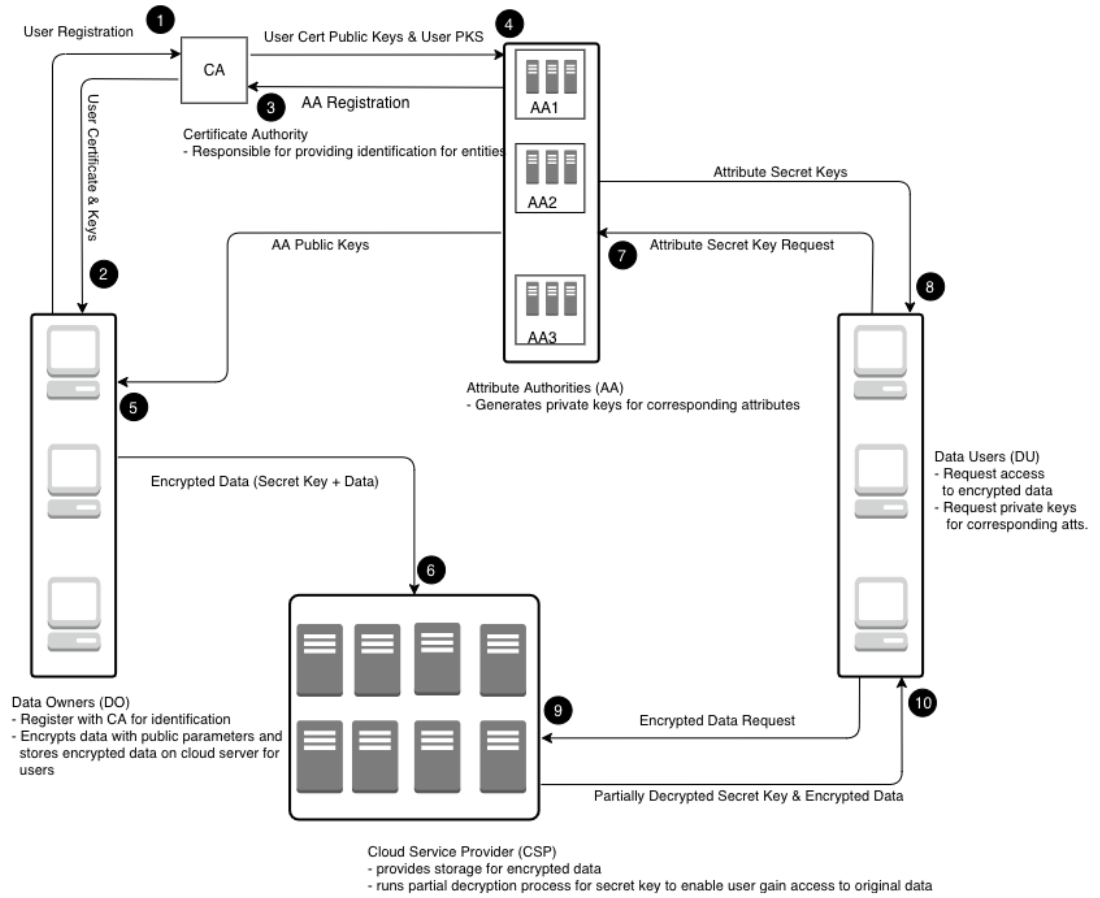 1
User Registration
4
User Cert Public Keys & User PKS
CA
AA1
3
AA Registration
User Certificate & Keys
Certificate Authority
- Responsible for providing identification for entities
AA2
Attribute Secret Keys
AA Public Keys
Attribute Secret Key Request
7
2
8
AA3
5
Attribute Authorities (AA)
- Generates private keys for corresponding attributes
Encrypted Data (Secret Key + Data)
Data Users (DU)
- Request access
to encrypted data
- Request private keys
for corresponding atts.
6
Data Owners (DO)
- Register with CA for identification
- Encrypts data with public parameters and
stores encrypted data on cloud server for
users
9
Encrypted Data Request
10
Partially Decrypted Secret Key & Encrypted Data
Cloud Service Provider (CSP)
- provides storage for encrypted data
- runs partial decryption process for secret key to enable user gain access to original data